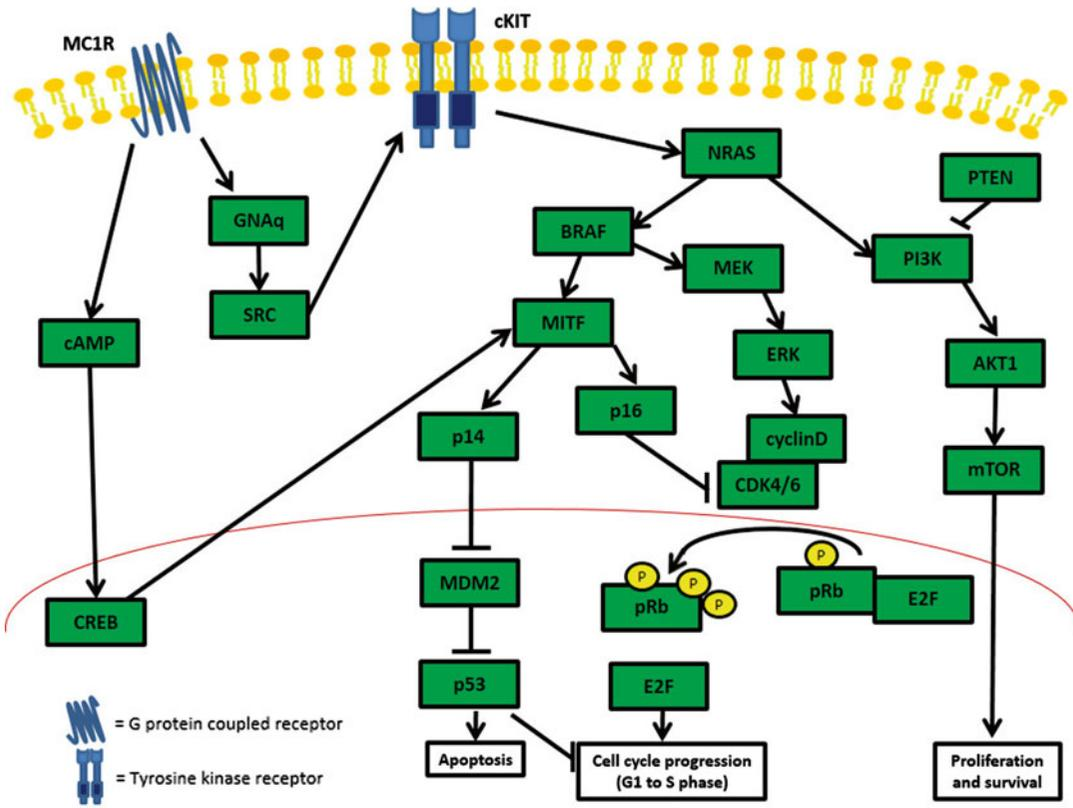 cKIT
MC1R
NRAS
PTEN
GNAq
BRAF
PI3K
MEK
SRC
MITF
cAMP
ERK
AKT1
p16
p14
cyclinD
mTOR
CDK4/6
P
MDM2
P
P
pRb
E2F
pRb
P
CREB
p53
E2F
= G protein coupled receptor
Apoptosis
Cell cycle progression
(G1 to S phase)
Proliferation
and survival
= Tyrosine kinase receptor